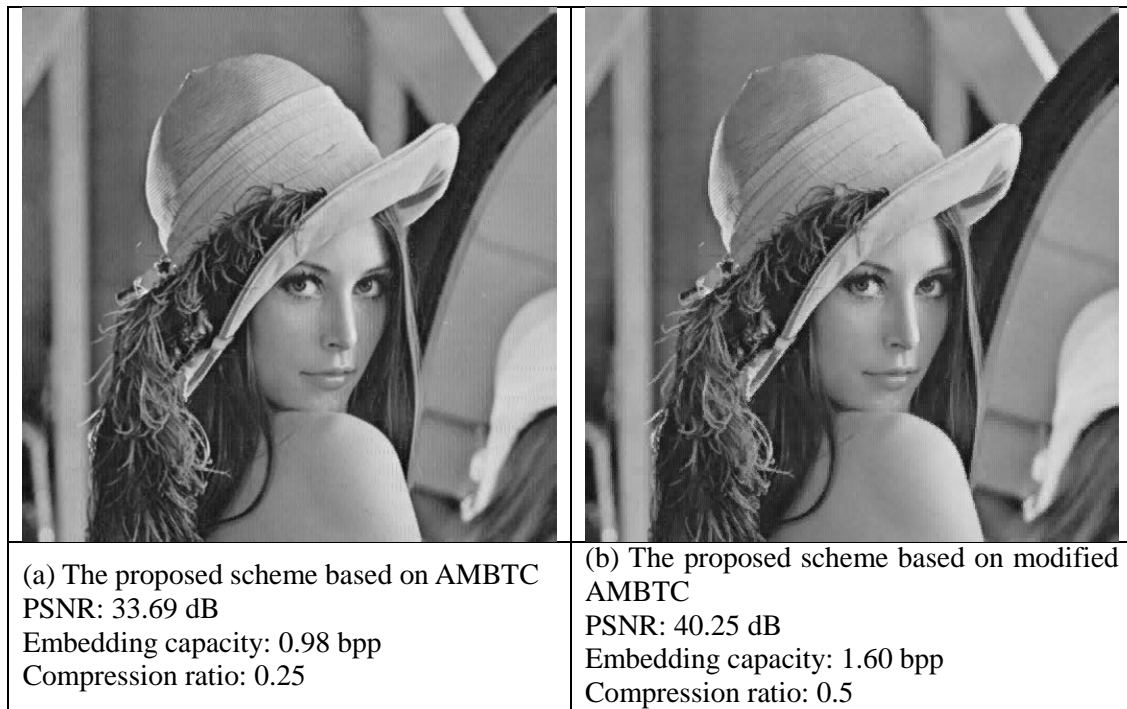 (a) The proposed scheme based on AMBTC
PSNR: 33.69 dB
Embedding capacity: 0.98 bpp
Compression ratio: 0.25
(b) The proposed scheme based on modified
AMBTC
PSNR: 40.25 dB
Embedding capacity: 1.60 bpp
Compression ratio: 0.5